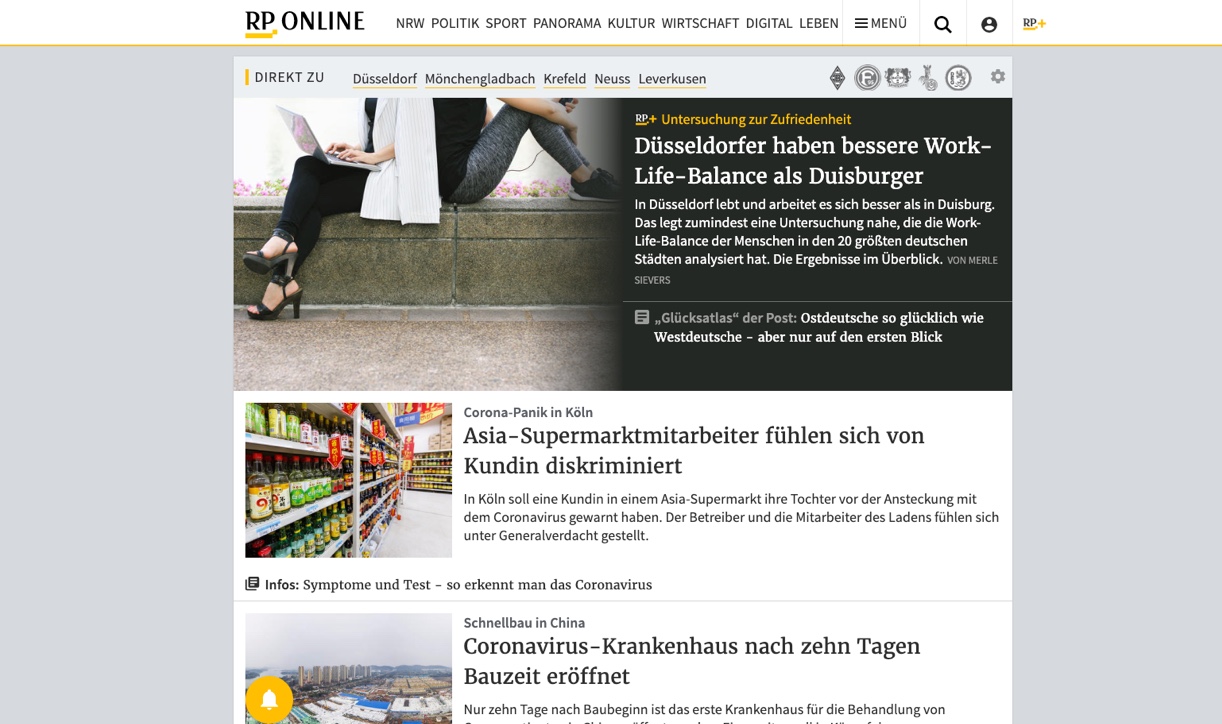 RP ONLINE
NRW POLITIK SPORT PANORAMA KULTUR WIRTSCHAFT DIGITAL LEBEN
MENÜ
RP+
DIREKT ZU
Düsseldorf Mönchengladbach Krefeld Neuss Leverkusen
RP+ Untersuchung zur Zufriedenheit
Düsseldorfer haben bessere Work-
Life-Balance als Duisburger
In Düsseldorf lebt und arbeitet es sich besser als in Duisburg.
Das legt zumindest eine Untersuchung nahe, die die Work-
Life-Balance der Menschen in den 20 größten deutschen
Städten analysiert hat. Die Ergebnisse im Überblick. VON MERLE
SIEVERS
„Glücksatlas“ der Post: Ostdeutsche so glücklich wie
Westdeutsche - aber nur auf den ersten Blick
Corona-Panik in Köln
Asia-Supermarktmitarbeiter fühlen sich von
Kundin diskriminiert
In Köln soll eine Kundin in einem Asia-Supermarkt ihre Tochter vor der Ansteckung mit
dem Coronavirus gewarnt haben. Der Betreiber und die Mitarbeiter des Ladens fühlen sich
unter Generalverdacht gestellt.
Infos: Symptome und Test - so erkennt man das Coronavirus
Schnellbau in China
Coronavirus-Krankenhaus nach zehn Tagen
Bauzeit eröffnet
Nur zehn Tage nach Baubeginn ist das erste Krankenhaus für die Behandlung von